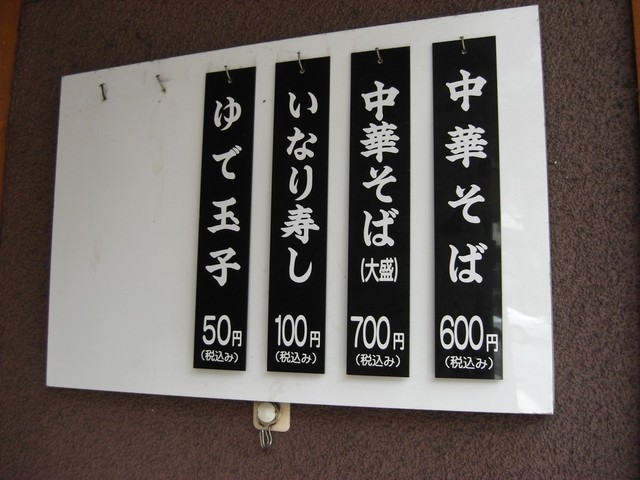 中華そば
600円
(税込み)
中華そば
(大盛)
700円
(税込み)
いなり寿し
100円
(税込み)
ゆで玉子
50円
(税込み)